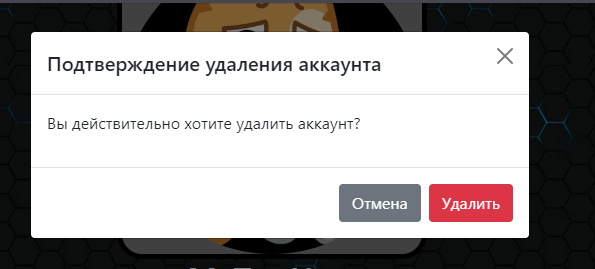 Подтверждение удаления аккаунта
Вы действительно хотите удалить аккаунт?
Отмена
Удалить